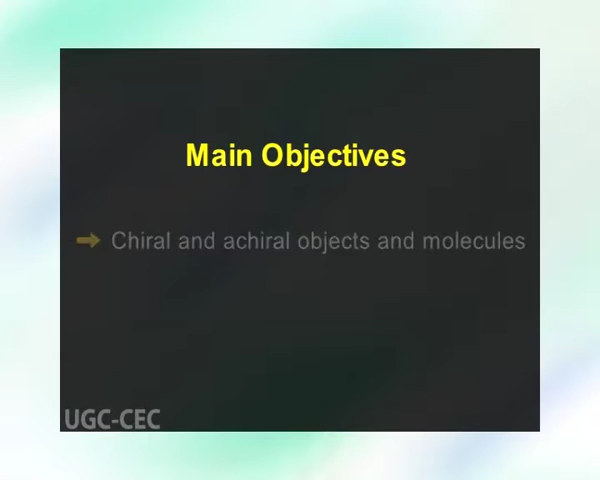 Main Objectives
Chiral and achiral objects and molecules
UGC-CEC